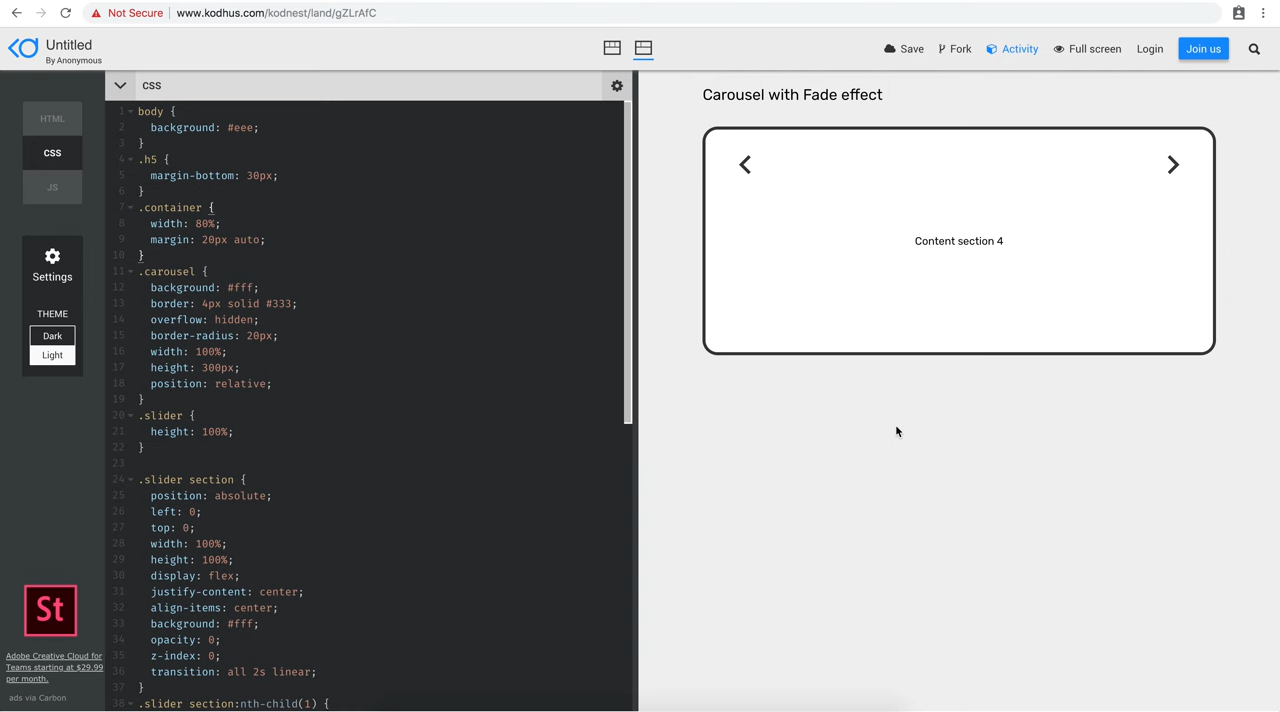 Not Secure | www.kodhus.com/kodnest/land/gZLrAfC
Untitled
By Anonymous
Save
Fork
Activity
Full screen
Login
Join us
HTML
CSS
JS
Settings
THEME
Dark
Light
Adobe Creative Cloud for
Teams starting at $29.99
per month.
ads via Carbon
CSS
1 body {
2 background: #eee;
3 }
4 .h5 {
5 margin-bottom: 30px;
6 }
7 .container {
8 width: 80%;
9 margin: 20px auto;
10 }
11 .carousel {
12 background: #fff;
13 border: 4px solid #333;
14 overflow: hidden;
15 border-radius: 20px;
16 width: 100%;
17 height: 300px;
18 position: relative;
19 }
20 .slider {
21 height: 100%;
22 }
23
24 .slider section {
25 position: absolute;
26 left: 0;
27 top: 0;
28 width: 100%;
29 height: 100%;
30 display: flex;
31 justify-content: center;
32 align-items: center;
33 background: #fff;
34 opacity: 0;
35 z-index: 0;
36 transition: all 2s linear;
37 }
38 .slider section:nth-child(1) {
Carousel with Fade effect
Content section 4
St